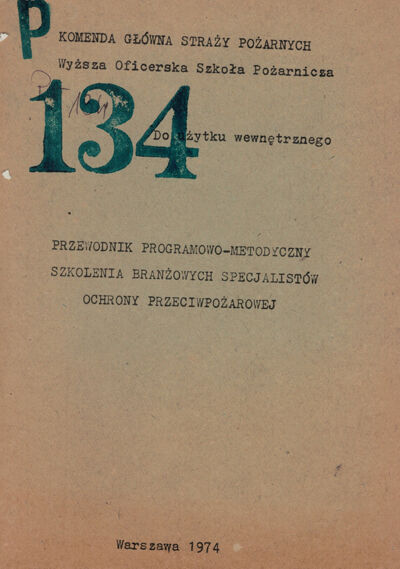 P
KOMENDA GŁÓWNA STRAŻY POŻARNYCH
Wyższa Oficerska Szkoła Pożarnicza
134
Do użytku wewnętrznego
PRZEWODNIK PROGRAMOWO-METODYCZNY
SZKOLENIA BRANŻOWYCH SPECJALISTÓW
OCHRONY PRZECIWPOŻAROWEJ
Warszawa 1974